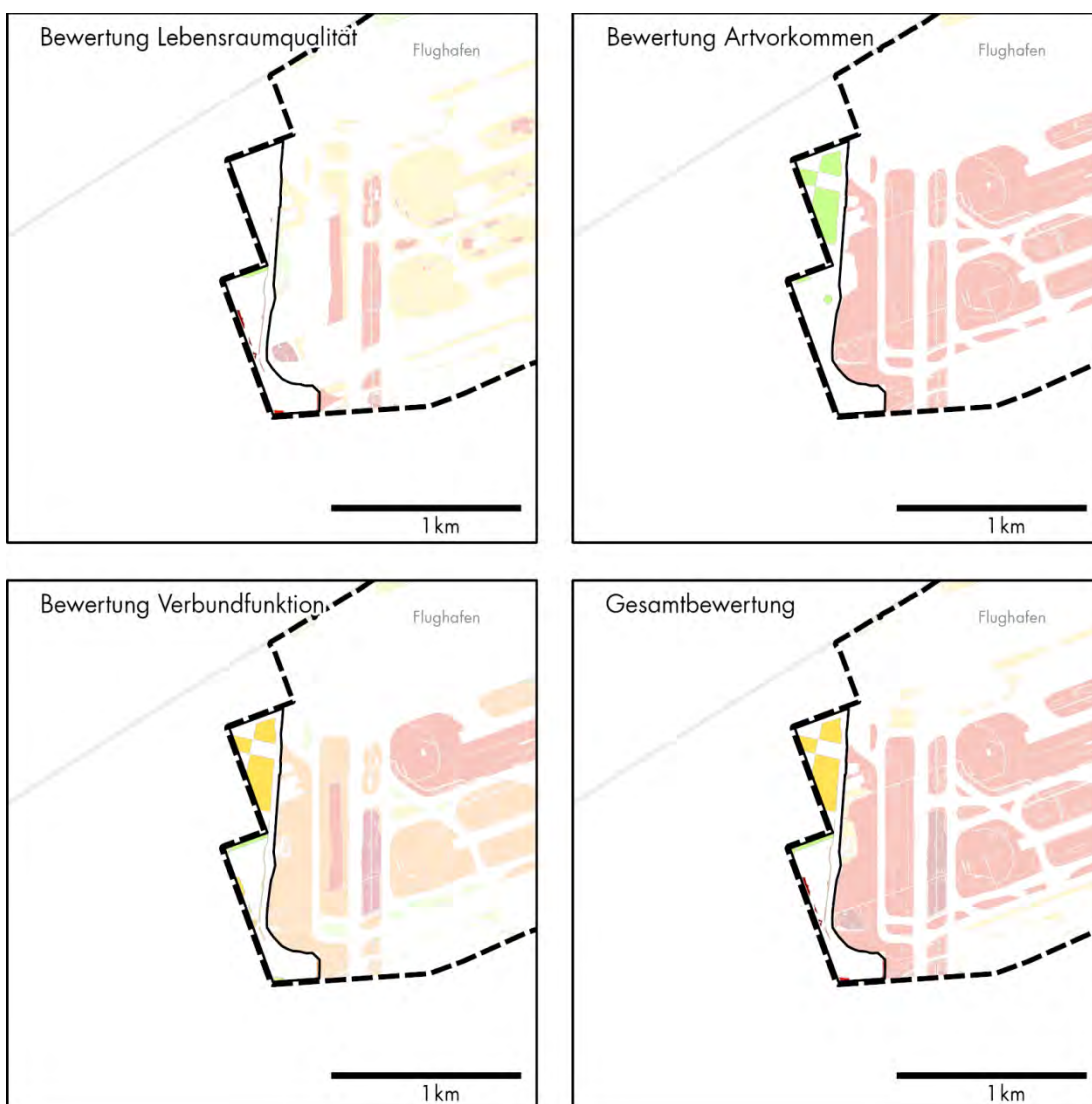 Bewertung Lebensraumqualität
Flughafen
1 km
Bewertung Artvorkommen
Flughafen
1 km
Bewertung Verbundfunktion
Flughafen
1 km
Gesamtbewertung
Flughafen
1 km